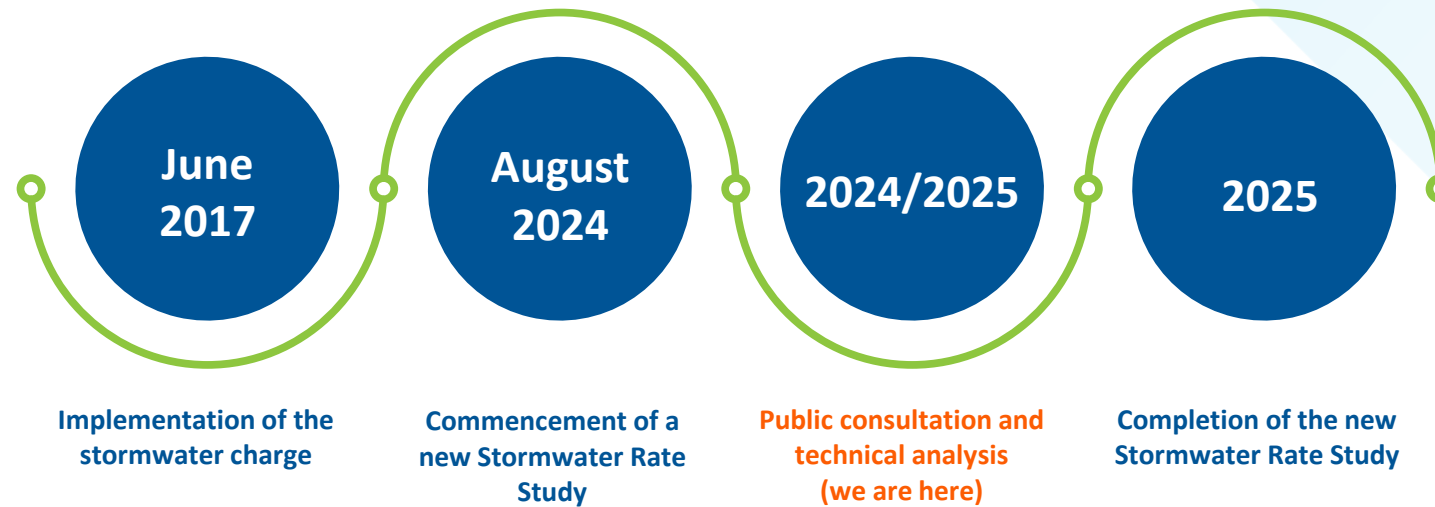 June
2017
August
2024
2024/2025
2025
Implementation of the
stormwater charge
Commencement of a
new Stormwater Rate
Study
Public consultation and
technical analysis
(we are here)
Completion of the new
Stormwater Rate Study